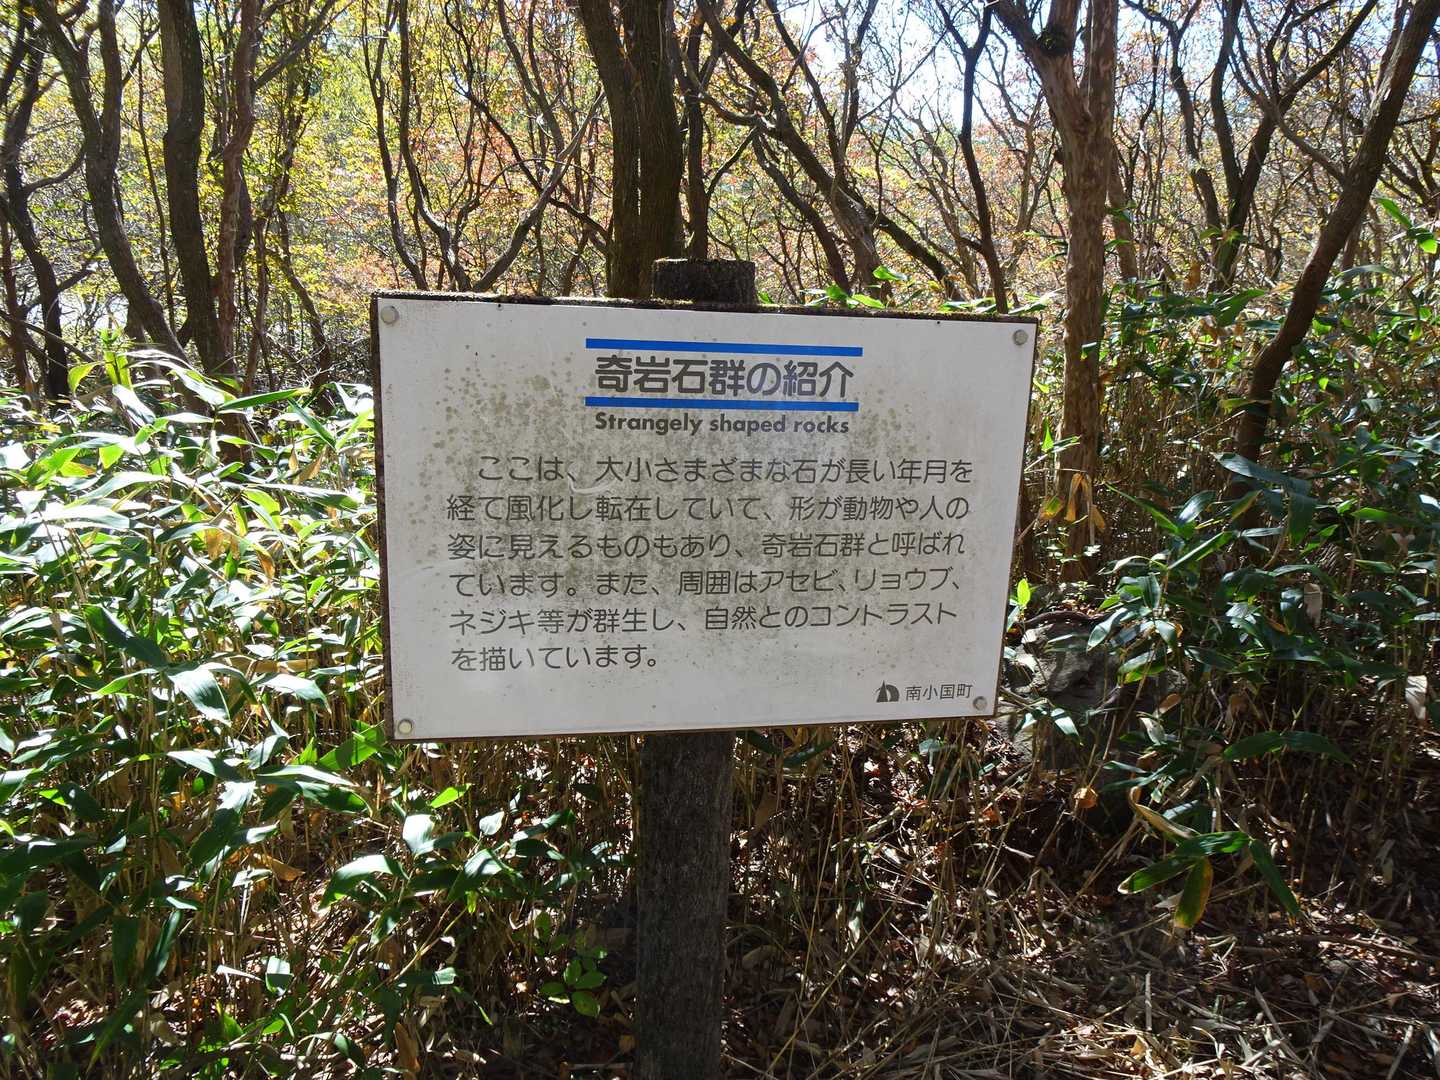 奇岩石群の紹介
Strangely shaped rocks
ここは、大小さまざまな石が長い年月を
経て風化し転在していて、形が動物や人の
姿に見えるものもあり、奇岩石群と呼ばれ
ています。また、周囲はアセビ、リョウブ、
ネジキ等が群生し、自然とのコントラスト
を描いています。
南小国町